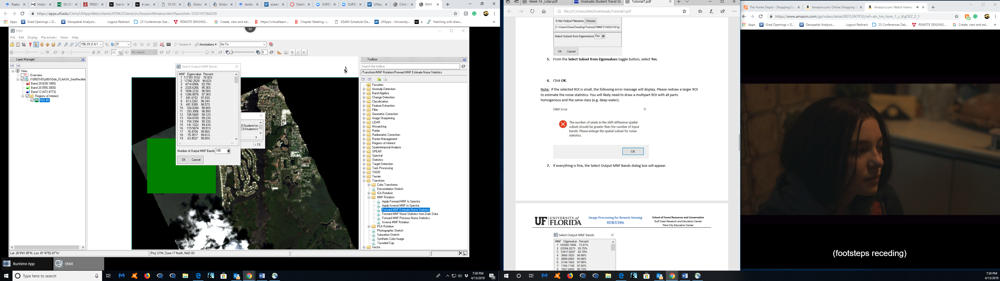 Raabe
Histori
02-211
PREDI
Sea-le
A casu
10.100
Global
Global
landsc
eLearn
Dashb
SUR53
SUR53
UFApp
Citrix F
ENVI
https://apps.ufl.edu/Citrix/UFAppsWeb/clients/HTML5Client/src/SessionWindow.html?launchid=1555197364339
Apps
Grad Openings » D...
Geospatial Analysis...
Logout Redirect
23 Conferences Dat...
REMOTE SENSING...
Create, view and ed...
https://virtuallearn...
Chapter Meeting –...
GSAW-Schedule-De...
UFApps - University...
a
Hatching with draw...
ENVI
File Edit Display Placemarks Views Help
156.3% (1.6:1
0°
Vectors
Annotations
Go To
50
20
No stretch
10
0
Layer Manager
View
Overview
f100831t01p00r10rdn_FLAASH_GeoRectifie
Band 29 (638.1865)
Band 20 (550.3000)
Band 12 (472.4773)
Regions of Interest
ROI #1
Select Output MNF Bands
MNF Eigenvalue Percent
1 117301.0102 78.92%
2 17392.2529 90.62%
3 4714.6506 93.79%
4 2326.6266 95.36%
5 1694.2232 96.50%
6 1286.8876 97.36%
7 691.6152 97.83%
8 613.2262 98.24%
9 491.9399 98.57%
10 334.0284 98.80%
11 293.3006 98.99%
12 185.5465 99.12%
13 164.8769 99.23%
14 154.3384 99.33%
15 141.1022 99.43%
16 115.5874 99.51%
17 76.4709 99.56%
18 75.3517 99.61%
19 63.4527 99.65%
Number of Output MNF Bands 185
OK Cancel
3\Students\m
C3\Students\r
<.1%
N
Toolbox
Search the toolbox
/Transform/MNF Rotation/Forward MNF Estimate Noise Statistics
Favorites
Anomaly Detection
Band Algebra
Change Detection
Classification
Feature Extraction
Filter
Geometric Correction
Image Sharpening
LiDAR
Mosaicking
Radar
Radiometric Correction
Raster Management
Regions of Interest
Spatiotemporal Analysis
SPEAR
Spectral
Statistics
Target Detection
Task Processing
THOR
Terrain
Transform
Color Transforms
Decorrelation Stretch
ICA Rotation
MNF Rotation
Apply Forward MNF to Spectra
Apply Inverse MNF to Spectra
Forward MNF Estimate Noise Statistics
Forward MNF Noise Statistics from Dark Data
Forward MNF Previous Noise Statistics
Inverse MNF Rotation
PCA Rotation
Photographic Stretch
Saturation Stretch
Synthetic Color Image
Tasseled Cap
Vector
Lat: 26°8'41.05"N, Lon: 81°47'52.47"W
Proj: UTM, Zone 17 North, NAD 83
Runtime App
ENVI
Type here to search
7:30 PM
4/13/2019
18
Week 14 _Lidar.pdf
Graduate Student Travel Gr
Tutorial7.pdf
file:///C:/Users/Mel/Downloads/Tutorial7.pdf
Enter Output Filename Choose
C:\Users\Omer\Desktop\Tutorial7\MNF\f100831t01p
Select Subset from Eigenvalues Yes
OK Cancel
5. From the Select Subset from Eigenvalues toggle button, select Yes.
6. Click OK.
Note: If the selected ROI is small, the following error message will display. Please redraw a larger ROI
to estimate the noise statistics. You will likely need to draw a multipart ROI with all parts
homogenous and the same class (e.g. deep water).
ENVI Error
The number of pixels in the shift difference spatial
subset should be greater than the number of input
bands. Please enlarge the spatial subset for noise
statistics.
OK
7. If everything is fine, the Select Output MNF Bands dialog box will appear.
UF UNIVERSITY of FLORIDA
Image Processing for Remote Sensing
SUR5386
School of Forest Resources and Conservation
Gulf Coast Research and Education Center
Plant City Education Center
Select Output MNF Bands
MNF Eigenvalue Percent
1 145880.1949 73.81%
2 23594.2273 85.75%
3 13917.8287 92.79%
4 3680.7625 94.66%
5 2609.2965 95.98%
6 2146.1902 97.06%
7 1104.1146 97.62%
8 1047.8400 98.15%
7:30 PM
4/13/2019
The Home Depot - Shopping Ca
Amazon.com: Online Shopping f
Amazon.com: Watch Hanna
https://www.amazon.com/gp/video/detail/B07L5N7P32/ref=atv_hm_hom_1_c_iEgOEZ_2_1
24
Apps
Grad Openings » D...
Geospatial Analysis...
Logout Redirect
23 Conferences Dat...
REMOTE SENSING...
Create, view and ed...
(footsteps receding)
7:30 PM
4/13/2019